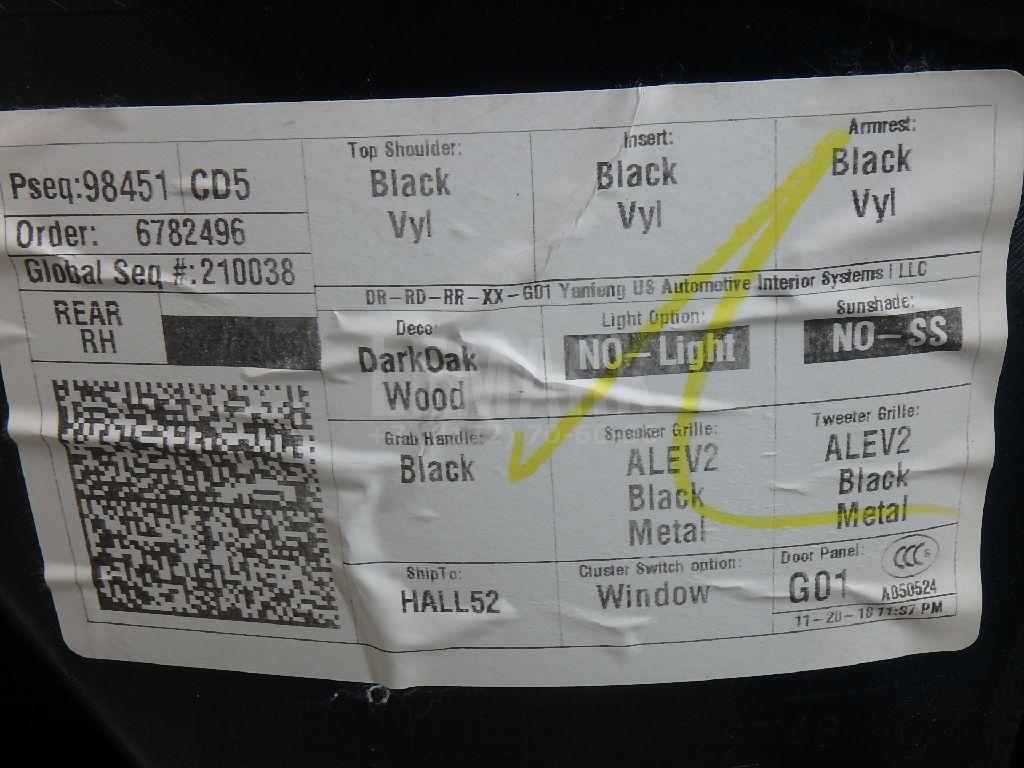 Pseq:98451 CD5
Order: 6782496
Global Seq #:210038
REAR
RH
Top Shoulder:
Black
Vyl
Insert:
Black
Vyl
Armrest:
Black
Vyl
DR-RD-RR-XX-G01 Yanfeng US Automotive Interior Systems I LLC
Deco:
DarkOak
Wood
Light Option:
NO-Light
Sunshade:
NO-SS
Grab Handle:
Black
Speaker Grille:
ALEV2
Black
Metal
Tweeter Grille:
ALEV2
Black
Metal
ShipTo:
HALL52
Cluster Switch option:
Window
Door Panel:
G01
CCC S
A050524
11-20-18 11:37 PM